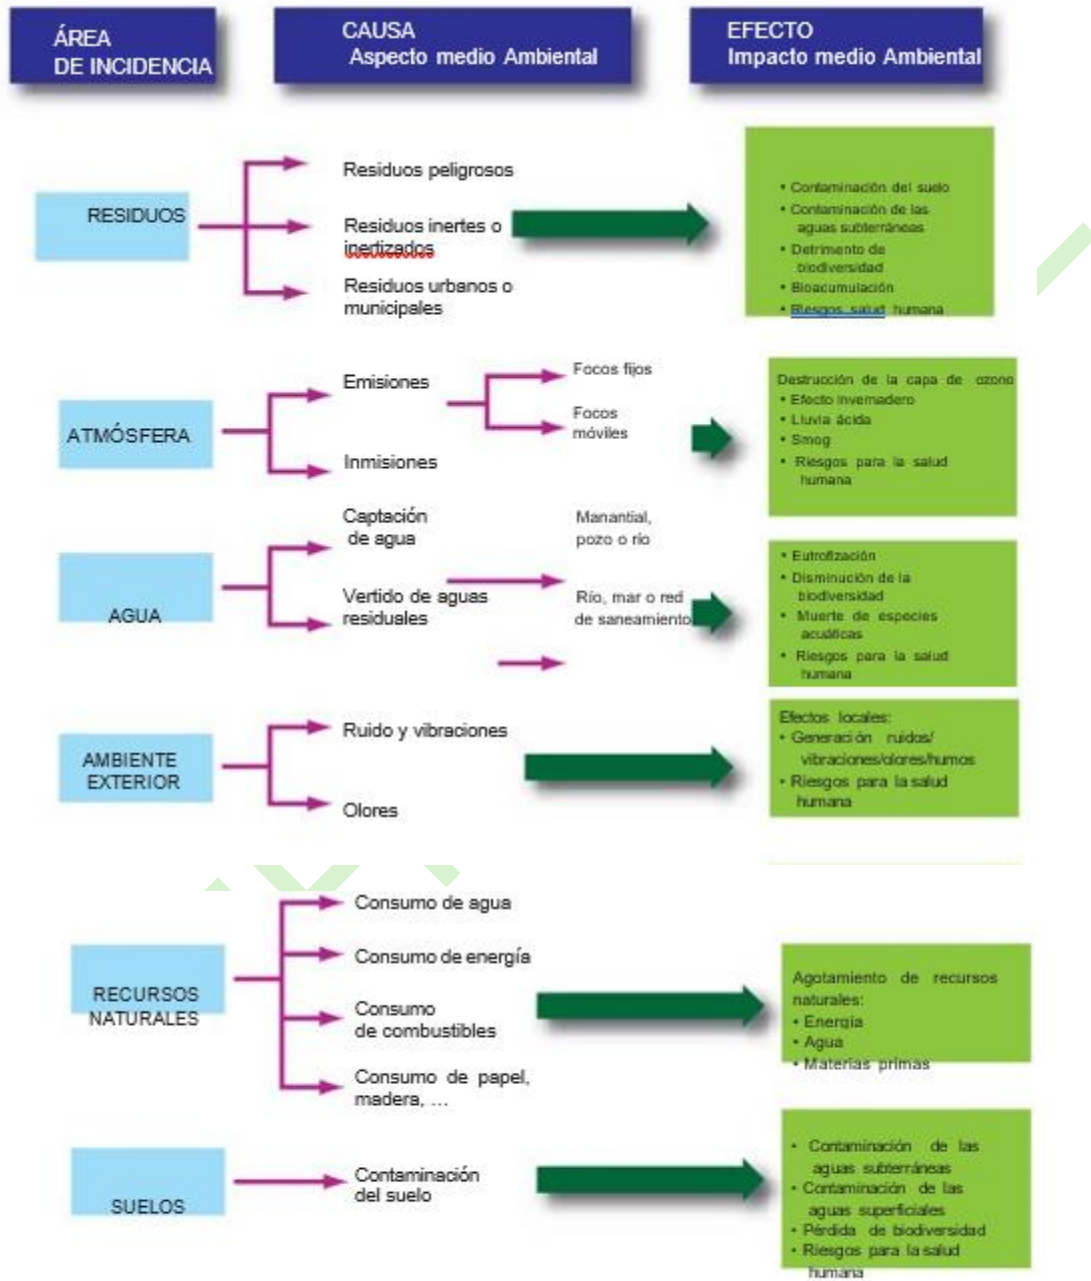 ÁREA
DE INCIDENCIA
CAUSA
Aspecto medio Ambiental
EFECTO
Impacto medio Ambiental
RESIDUOS
Residuos peligrosos
Residuos inertes o
inertizados
Residuos urbanos o
municipales
• Contaminación del suelo
• Contaminación de las
aguas subterráneas
• Detrimento de
biodiversidad
• Bioacumulación
• Riesgos salud humana
ATMÓSFERA
Emisiones
Inmisiones
Focos fijos
Focos
móviles
Destrucción de la capa de ozono
• Efecto invernadero
• Lluvia ácida
• Smog
• Riesgos para la salud
humana
AGUA
Captación
de agua
Vertido de aguas
residuales
Manantial,
pozo o río
Río, mar o red
de saneamiento
• Eutrofización
• Disminución de la
biodiversidad
• Muerte de especies
acuáticas
• Riesgos para la salud
humana
AMBIENTE
EXTERIOR
Ruido y vibraciones
Olores
Efectos locales:
• Generación ruidos/
vibraciones/olores/humos
• Riesgos para la salud
humana
RECURSOS
NATURALES
Consumo de agua
Consumo de energía
Consumo
de combustibles
Consumo de papel,
madera, ...
Agotamiento de recursos
naturales:
• Energía
• Agua
• Materias primas
SUELOS
Contaminación
del suelo
• Contaminación de las
aguas subterráneas
• Contaminación de las
aguas superficiales
• Pérdida de biodiversidad
• Riesgos para la salud
humana